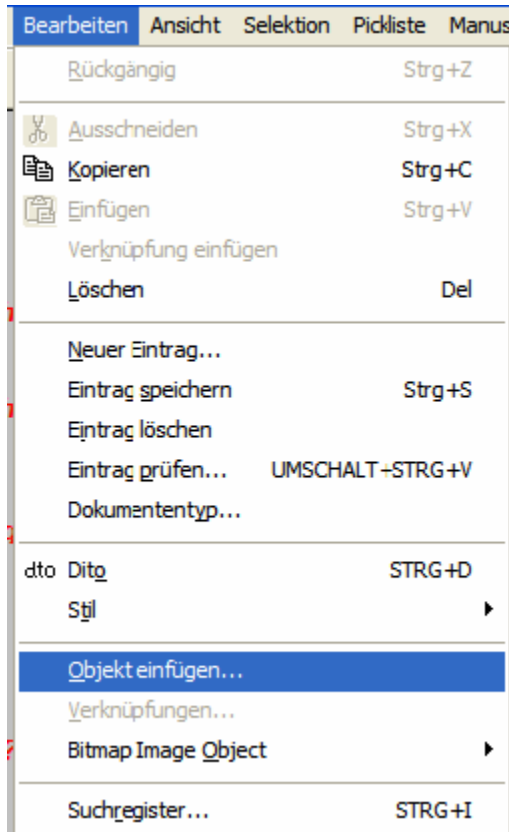 Bearbeiten Ansicht Selektion Pickliste Manus
Rückgängig Strg+Z
Ausschneiden Strg+X
Kopieren Strg+C
Einfügen Strg+V
Verknüpfung einfügen
Löschen Del
Neuer Eintrag...
Eintrag speichern Strg+S
Eintrag löschen
Eintrag prüfen... UMSCHALT+STRG+V
Dokumententyp...
dto Dito STRG+D
Stil
Objekt einfügen...
Verknüpfungen...
Bitmap Image Object
Suchregister... STRG+I